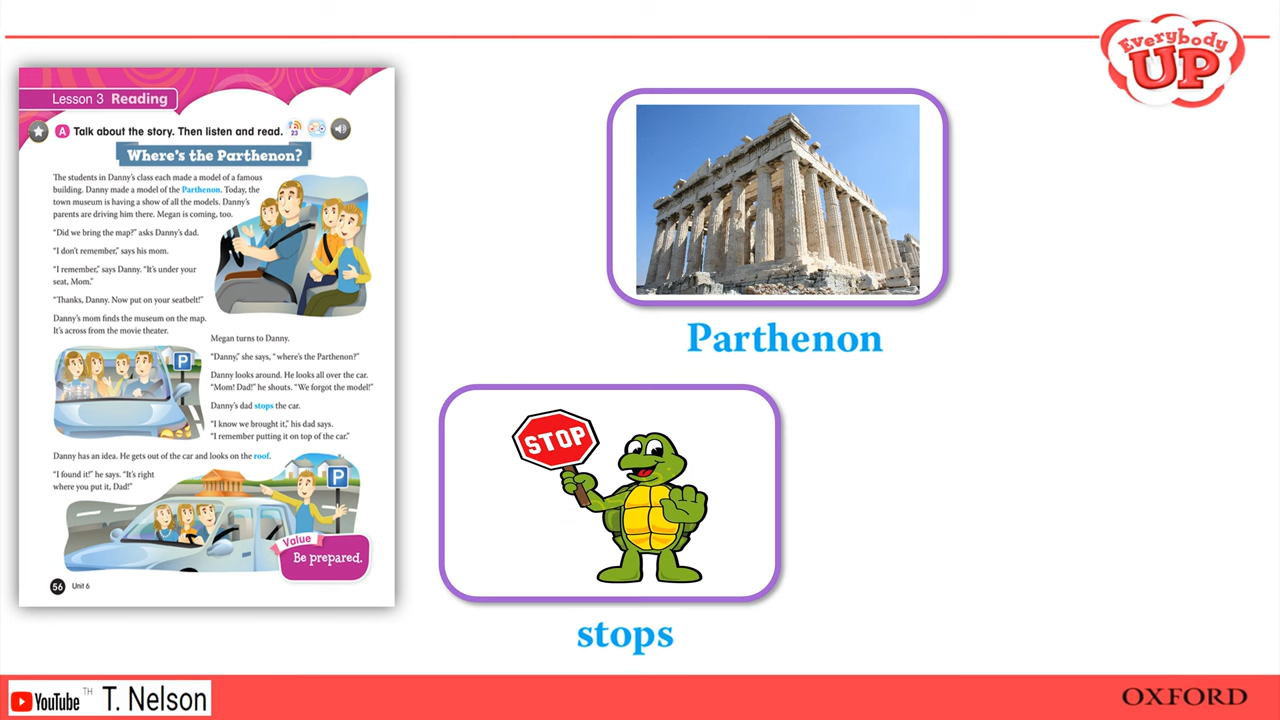 Everybody
UP
Lesson 3 Reading
A Talk about the story. Then listen and read.
23
Where's the Parthenon?
The students in Danny's class each made a model of a famous
building. Danny made a model of the Parthenon. Today, the
town museum is having a show of all the models. Danny's
parents are driving him there. Megan is coming, too.
"Did we bring the map?" asks Danny's dad.
"I don't remember," says his mom.
"I remember," says Danny. "It's under your
seat, Mom."
"Thanks, Danny. Now put on your seatbelt!"
Danny's mom finds the museum on the map.
It's across from the movie theater.
Megan turns to Danny.
"Danny," she says, "where's the Parthenon?"
Danny looks around. He looks all over the car.
"Mom! Dad!" he shouts. "We forgot the model!"
Danny's dad stops the car.
"I know we brought it," his dad says.
"I remember putting it on top of the car."
P
Danny has an idea. He gets out of the car and looks on the roof.
"I found it!" he says. "It's right
where you put it, Dad!"
P
Value
Be prepared.
56 Unit 6
Parthenon
STOP
stops
YouTube TH T. Nelson
OXFORD